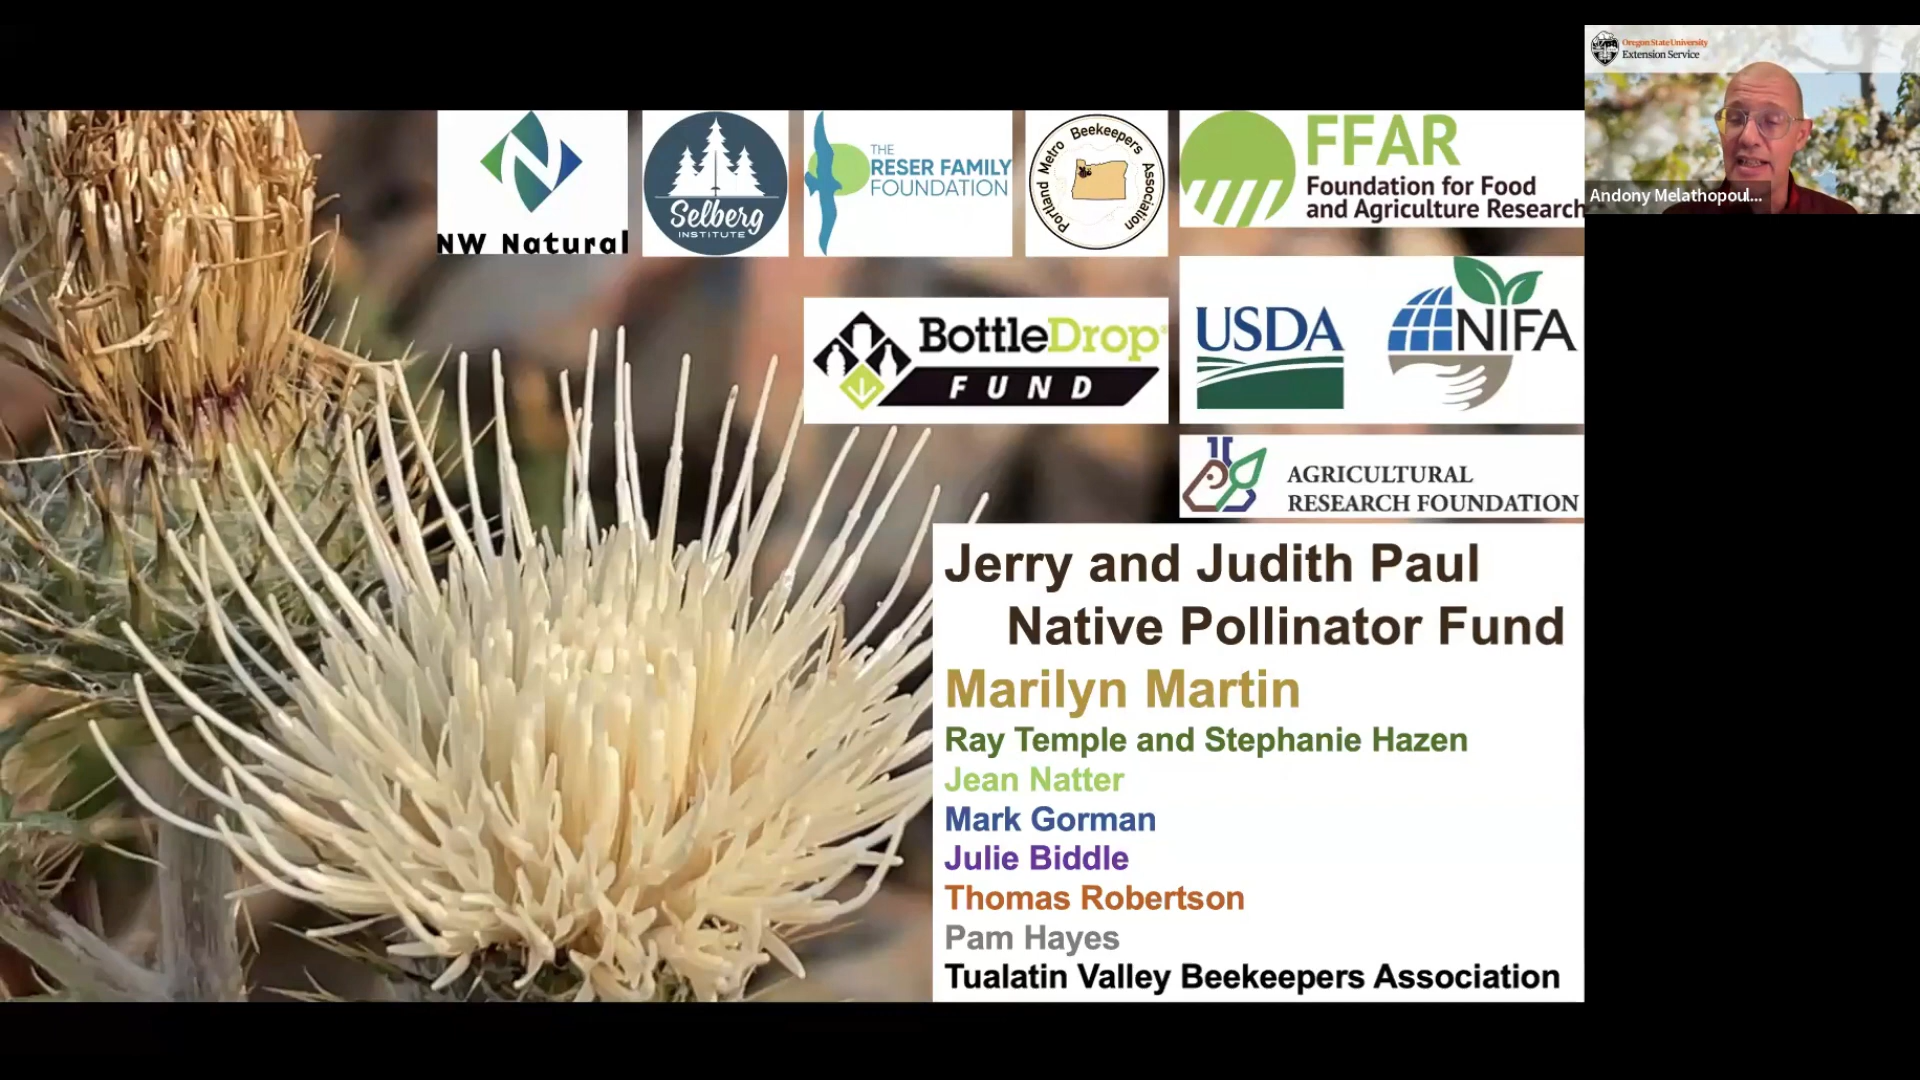 NW Natural
Selberg
INSTITUTE
THE
RESER FAMILY
FOUNDATION
Portland Metro Beekeepers Association
FFAR
Foundation for Food
and Agriculture Research
Oregon State University
Extension Service
Andony Melathopoul...
BottleDrop
FUND
USDA
NIFA
AGRICULTURAL
RESEARCH FOUNDATION
Jerry and Judith Paul
Native Pollinator Fund
Marilyn Martin
Ray Temple and Stephanie Hazen
Jean Natter
Mark Gorman
Julie Biddle
Thomas Robertson
Pam Hayes
Tualatin Valley Beekeepers Association